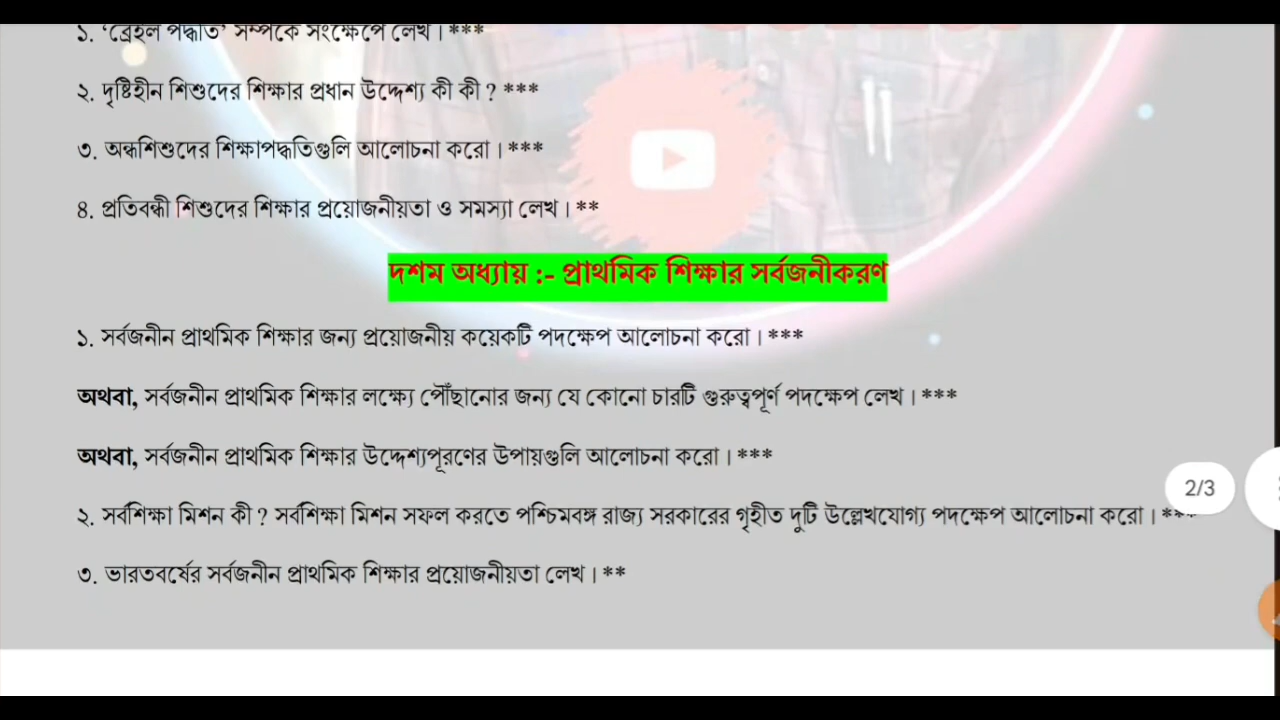 ১. ‘ব্রেইল পদ্ধতি’ সম্পর্কে সংক্ষেপে লেখ। ***
২. দৃষ্টিহীন শিশুদের শিক্ষার প্রধান উদ্দেশ্য কী কী ? ***
৩. অন্ধশিশুদের শিক্ষাপদ্ধতিগুলি আলোচনা করো। ***
৪. প্রতিবন্ধী শিশুদের শিক্ষার প্রয়োজনীয়তা ও সমস্যা লেখ। **
দশম অধ্যায় :- প্রাথমিক শিক্ষার সর্বজনীকরণ
১. সর্বজনীন প্রাথমিক শিক্ষার জন্য প্রয়োজনীয় কয়েকটি পদক্ষেপ আলোচনা করো। ***
অথবা, সর্বজনীন প্রাথমিক শিক্ষার লক্ষ্যে পৌঁছানোর জন্য যে কোনো চারটি গুরুত্বপূর্ণ পদক্ষেপ লেখ। ***
অথবা, সর্বজনীন প্রাথমিক শিক্ষার উদ্দেশ্যপূরণের উপায়গুলি আলোচনা করো। ***
২. সর্বশিক্ষা মিশন কী ? সর্বশিক্ষা মিশন সফল করতে পশ্চিমবঙ্গ রাজ্য সরকারের গৃহীত দুটি উল্লেখযোগ্য পদক্ষেপ আলোচনা করো। ***
2/3
৩. ভারতবর্ষের সর্বজনীন প্রাথমিক শিক্ষার প্রয়োজনীয়তা লেখ। **